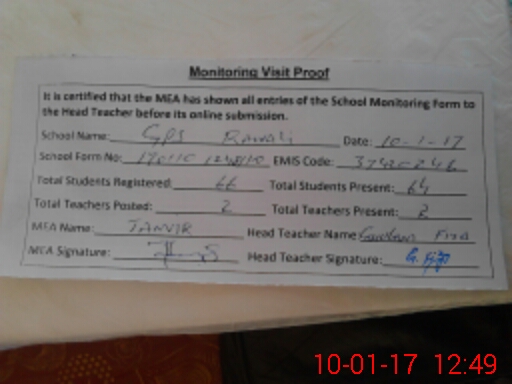 Monitoring Visit Proof
It is certified that the MEA has shown all entries of the School Monitoring Form to
the Head Teacher before its online submission.
School Name: GPS Rawali Date: 10-1-17
School Form No: EMIS Code:
Total Students Registered: 66 Total Students Present: 64
Total Teachers Posted: 2 Total Teachers Present: 2
MEA Name: TANVIR Head Teacher Name Fiza
MEA Signature: Head Teacher Signature:
10-01-17 12:49